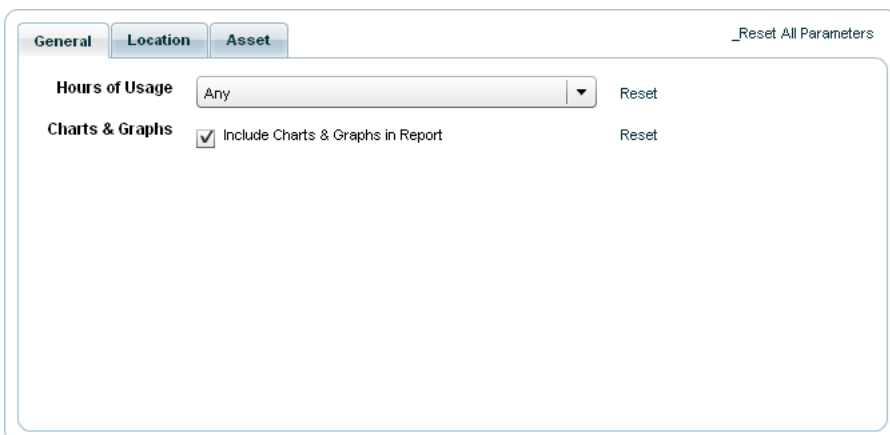 General Location Asset _Reset All Parameters
Hours of Usage Any Reset
Charts & Graphs Include Charts & Graphs in Report Reset